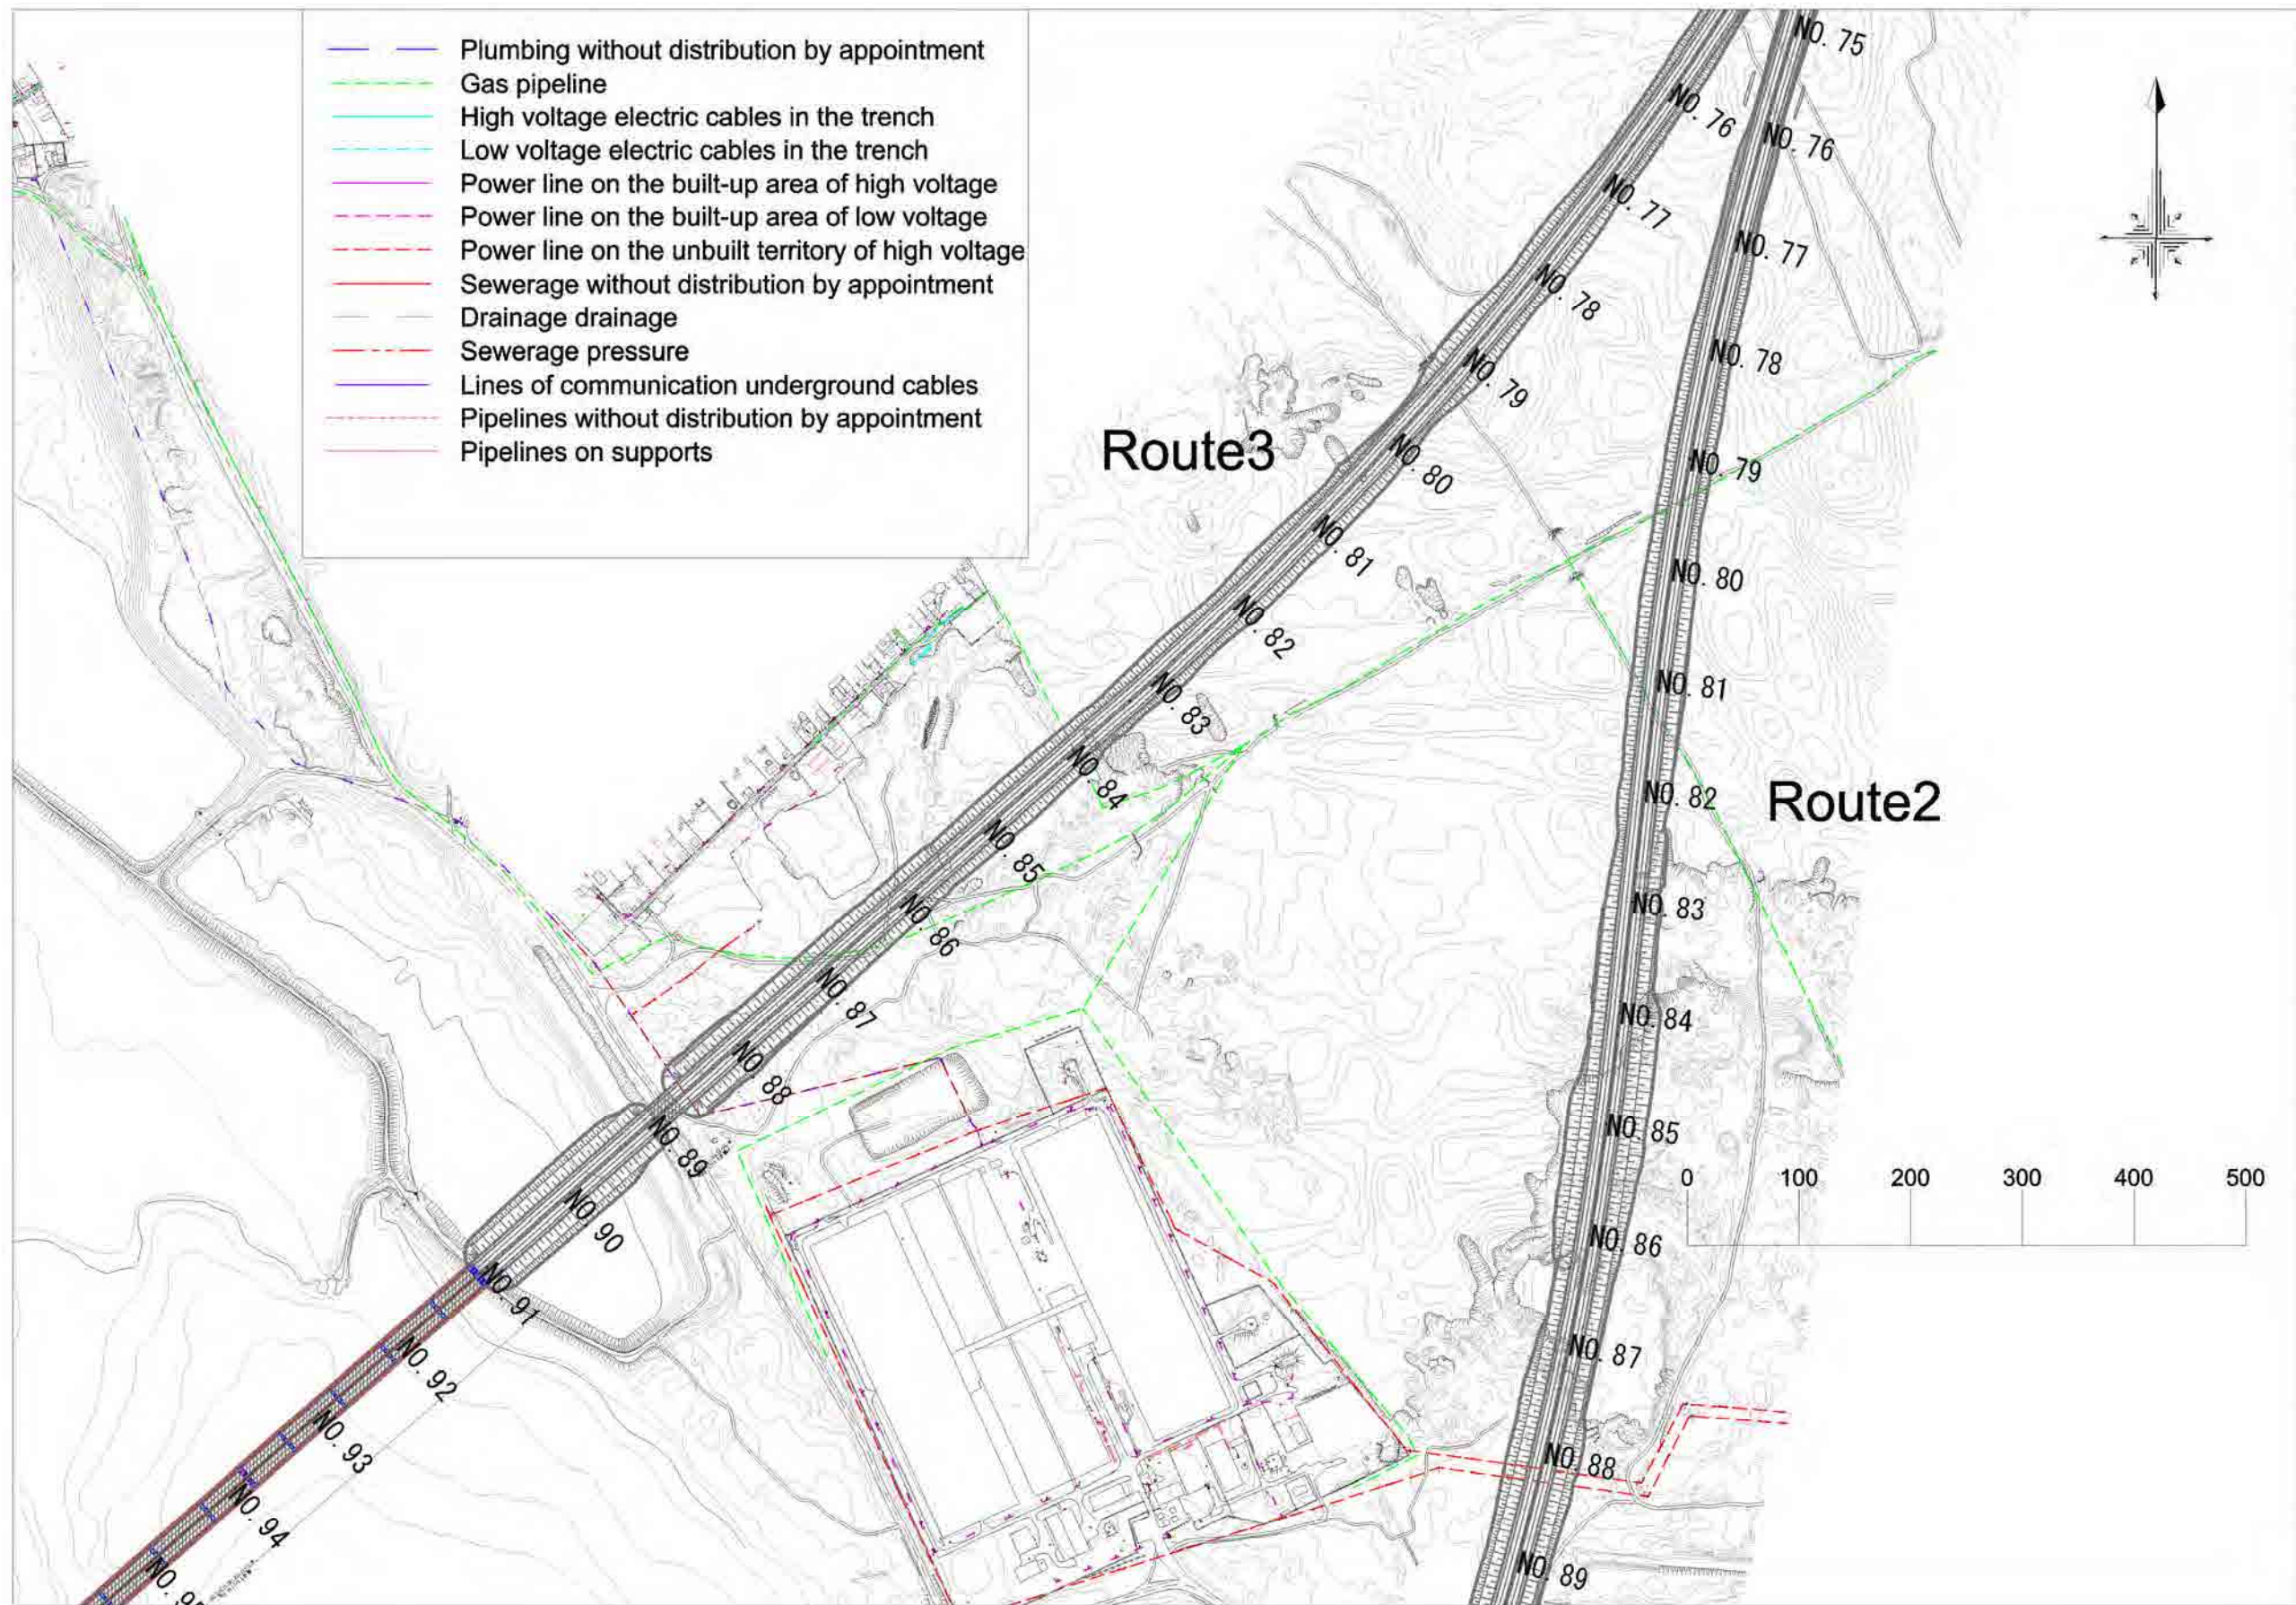 Plumbing without distribution by appointment
Gas pipeline
High voltage electric cables in the trench
Low voltage electric cables in the trench
Power line on the built-up area of high voltage
Power line on the built-up area of low voltage
Power line on the unbuilt territory of high voltage
Sewerage without distribution by appointment
Drainage drainage
Sewerage pressure
Lines of communication underground cables
Pipelines without distribution by appointment
Pipelines on supports
Route3
NO. 76
NO. 77
NO. 78
NO. 79
NO. 80
NO. 81
NO. 82
NO. 83
NO. 84
NO. 85
NO. 86
NO. 87
NO. 88
NO. 89
NO. 90
NO. 91
NO. 92
NO. 93
NO. 94
Route2
NO. 75
NO. 76
NO. 77
NO. 78
NO. 79
NO. 80
NO. 81
NO. 82
NO. 83
NO. 84
NO. 85
NO. 86
NO. 87
NO. 88
NO. 89
0 100 200 300 400 500